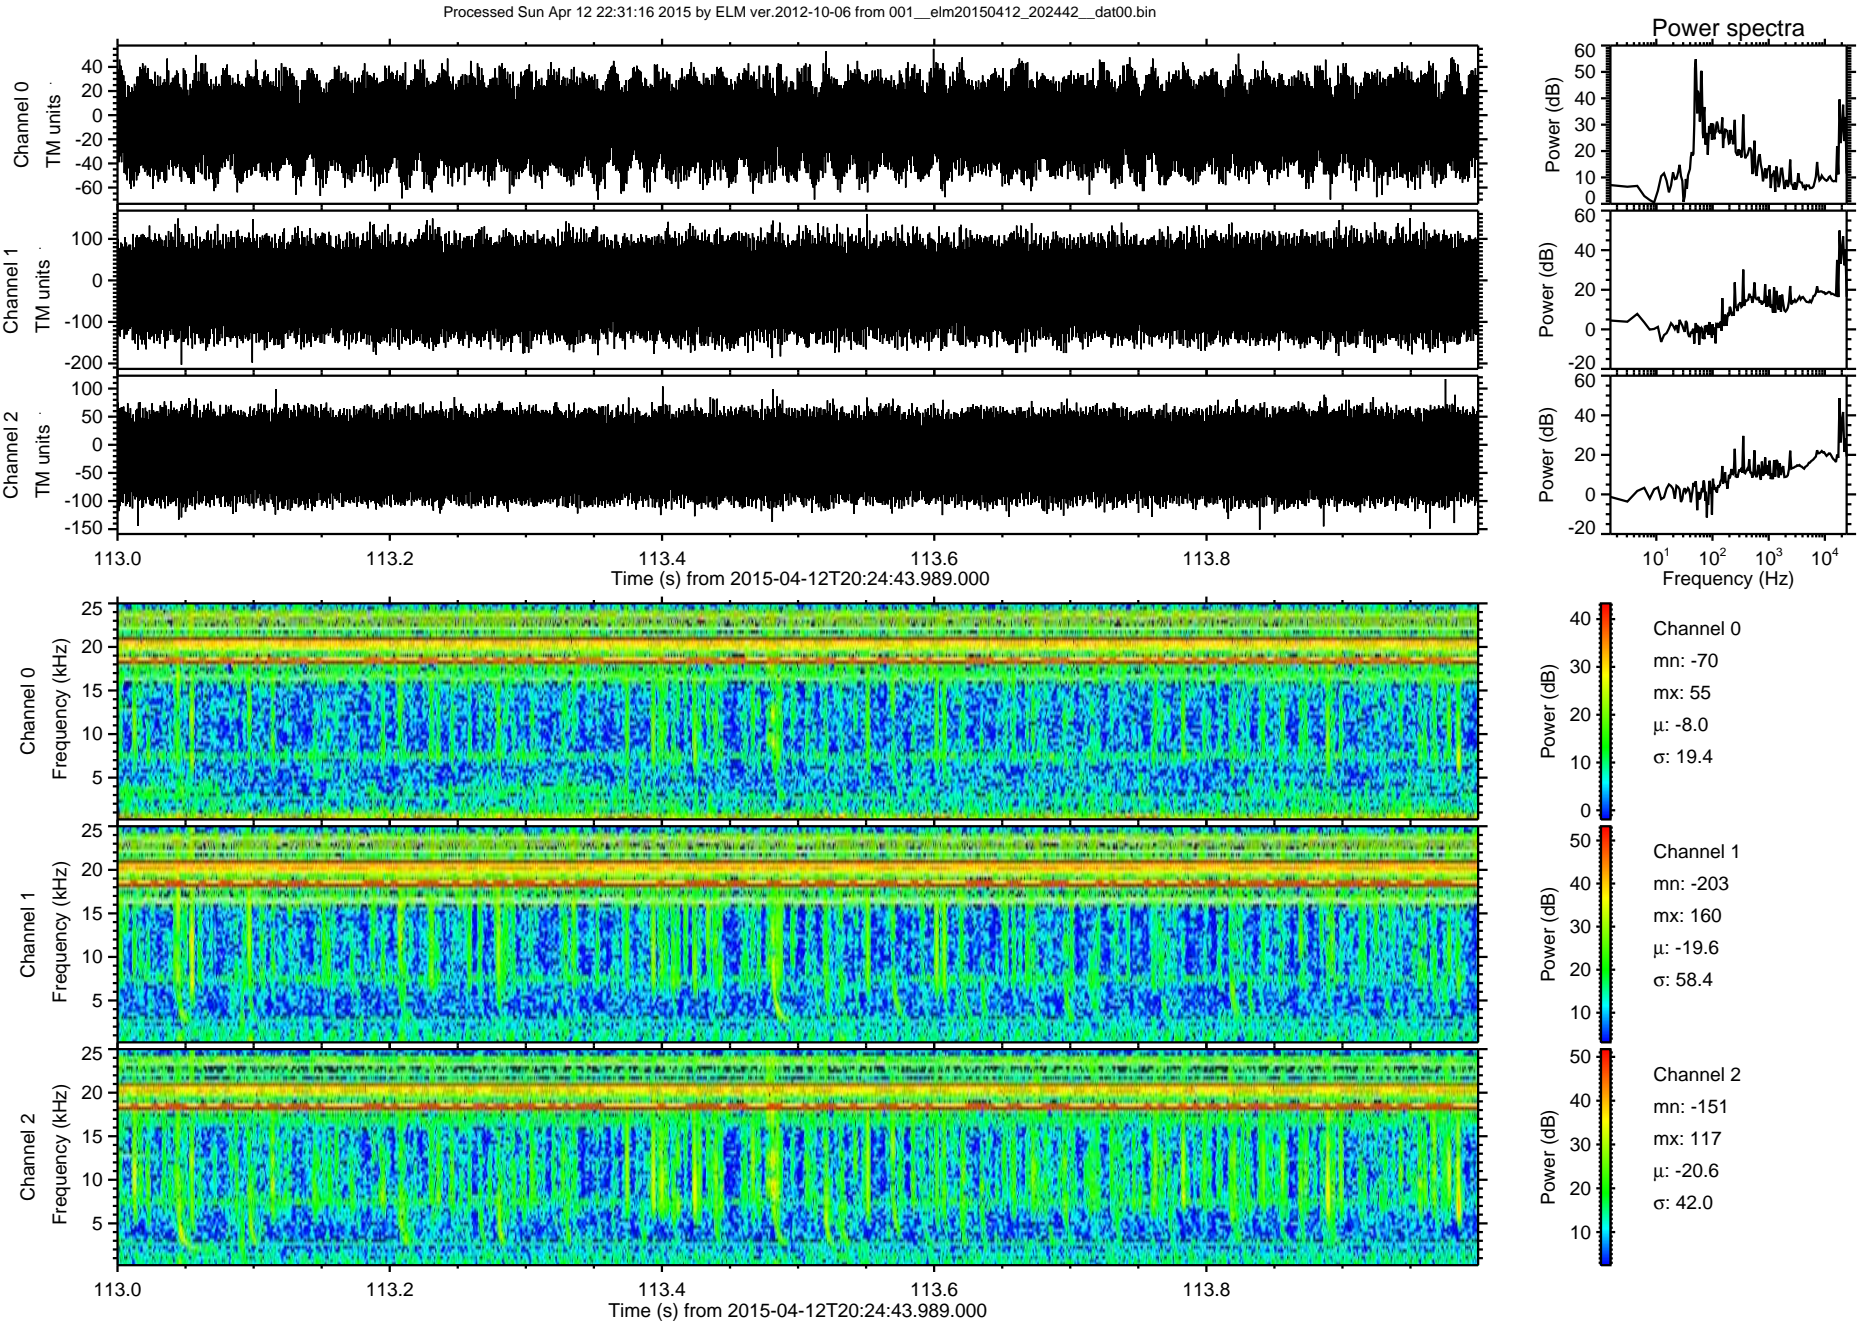 Processed Sun Apr 12 22:31:16 2015 by ELM ver.2012-10-06 from 001__elm20150412_202442__dat00.bin
Power spectra
Channel 0
TM units
40
20
0
-20
-40
-60
Power (dB)
60
50
40
30
20
10
0
Channel 1
TM units
100
0
-100
-200
Power (dB)
60
40
20
0
-20
Channel 2
TM units
100
50
0
-50
-100
-150
Power (dB)
60
40
20
0
-20
113.0 113.2 113.4 113.6 113.8
Time (s) from 2015-04-12T20:24:43.989.000
10¹ 10² 10³ 10⁴
Frequency (Hz)
Channel 0
Frequency (kHz)
25
20
15
10
5
Power (dB)
40
30
20
10
0
Channel 0
mn: -70
mx: 55
μ: -8.0
σ: 19.4
Channel 1
Frequency (kHz)
25
20
15
10
5
Power (dB)
50
40
30
20
10
Channel 1
mn: -203
mx: 160
μ: -19.6
σ: 58.4
Channel 2
Frequency (kHz)
25
20
15
10
5
Power (dB)
50
40
30
20
10
Channel 2
mn: -151
mx: 117
μ: -20.6
σ: 42.0
113.0 113.2 113.4 113.6 113.8
Time (s) from 2015-04-12T20:24:43.989.000